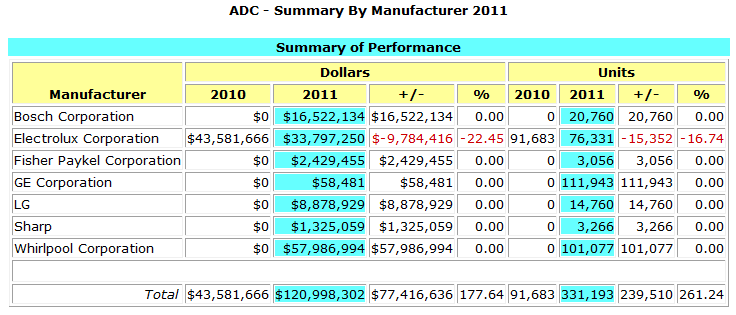 ADC - Summary By Manufacturer 2011
Summary of Performance
Dollars Units
Manufacturer 2010 2011 +/- % 2010 2011 +/- %
Bosch Corporation $0 $16,522,134 $16,522,134 0.00 0 20,760 20,760 0.00
Electrolux Corporation $43,581,666 $33,797,250 $-9,784,416 -22.45 91,683 76,331 -15,352 -16.74
Fisher Paykel Corporation $0 $2,429,455 $2,429,455 0.00 0 3,056 3,056 0.00
GE Corporation $0 $58,481 $58,481 0.00 0 111,943 111,943 0.00
LG $0 $8,878,929 $8,878,929 0.00 0 14,760 14,760 0.00
Sharp $0 $1,325,059 $1,325,059 0.00 0 3,266 3,266 0.00
Whirlpool Corporation $0 $57,986,994 $57,986,994 0.00 0 101,077 101,077 0.00
Total $43,581,666 $120,998,302 $77,416,636 177.64 91,683 331,193 239,510 261.24